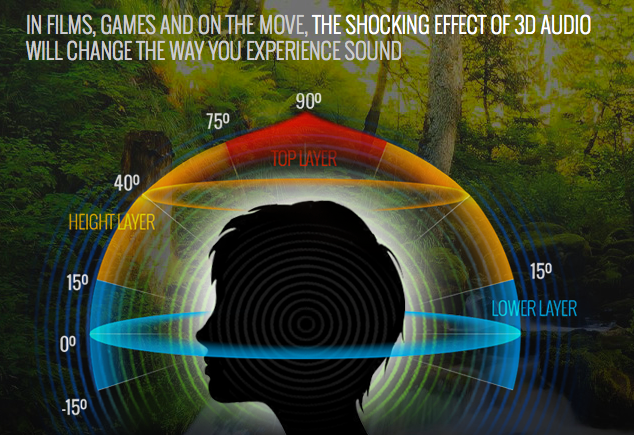 IN FILMS, GAMES AND ON THE MOVE, THE SHOCKING EFFECT OF 3D AUDIO
WILL CHANGE THE WAY YOU EXPERIENCE SOUND
90º
75º
TOP LAYER
40º
HEIGHT LAYER
15º
15º
LOWER LAYER
0º
-15º